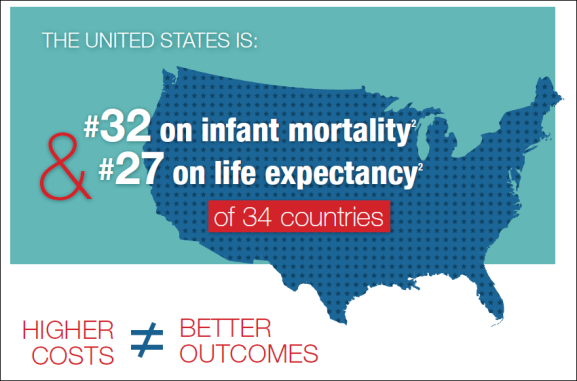 THE UNITED STATES IS:
#32 on infant mortality²
& #27 on life expectancy²
of 34 countries
HIGHER COSTS ≠ BETTER OUTCOMES